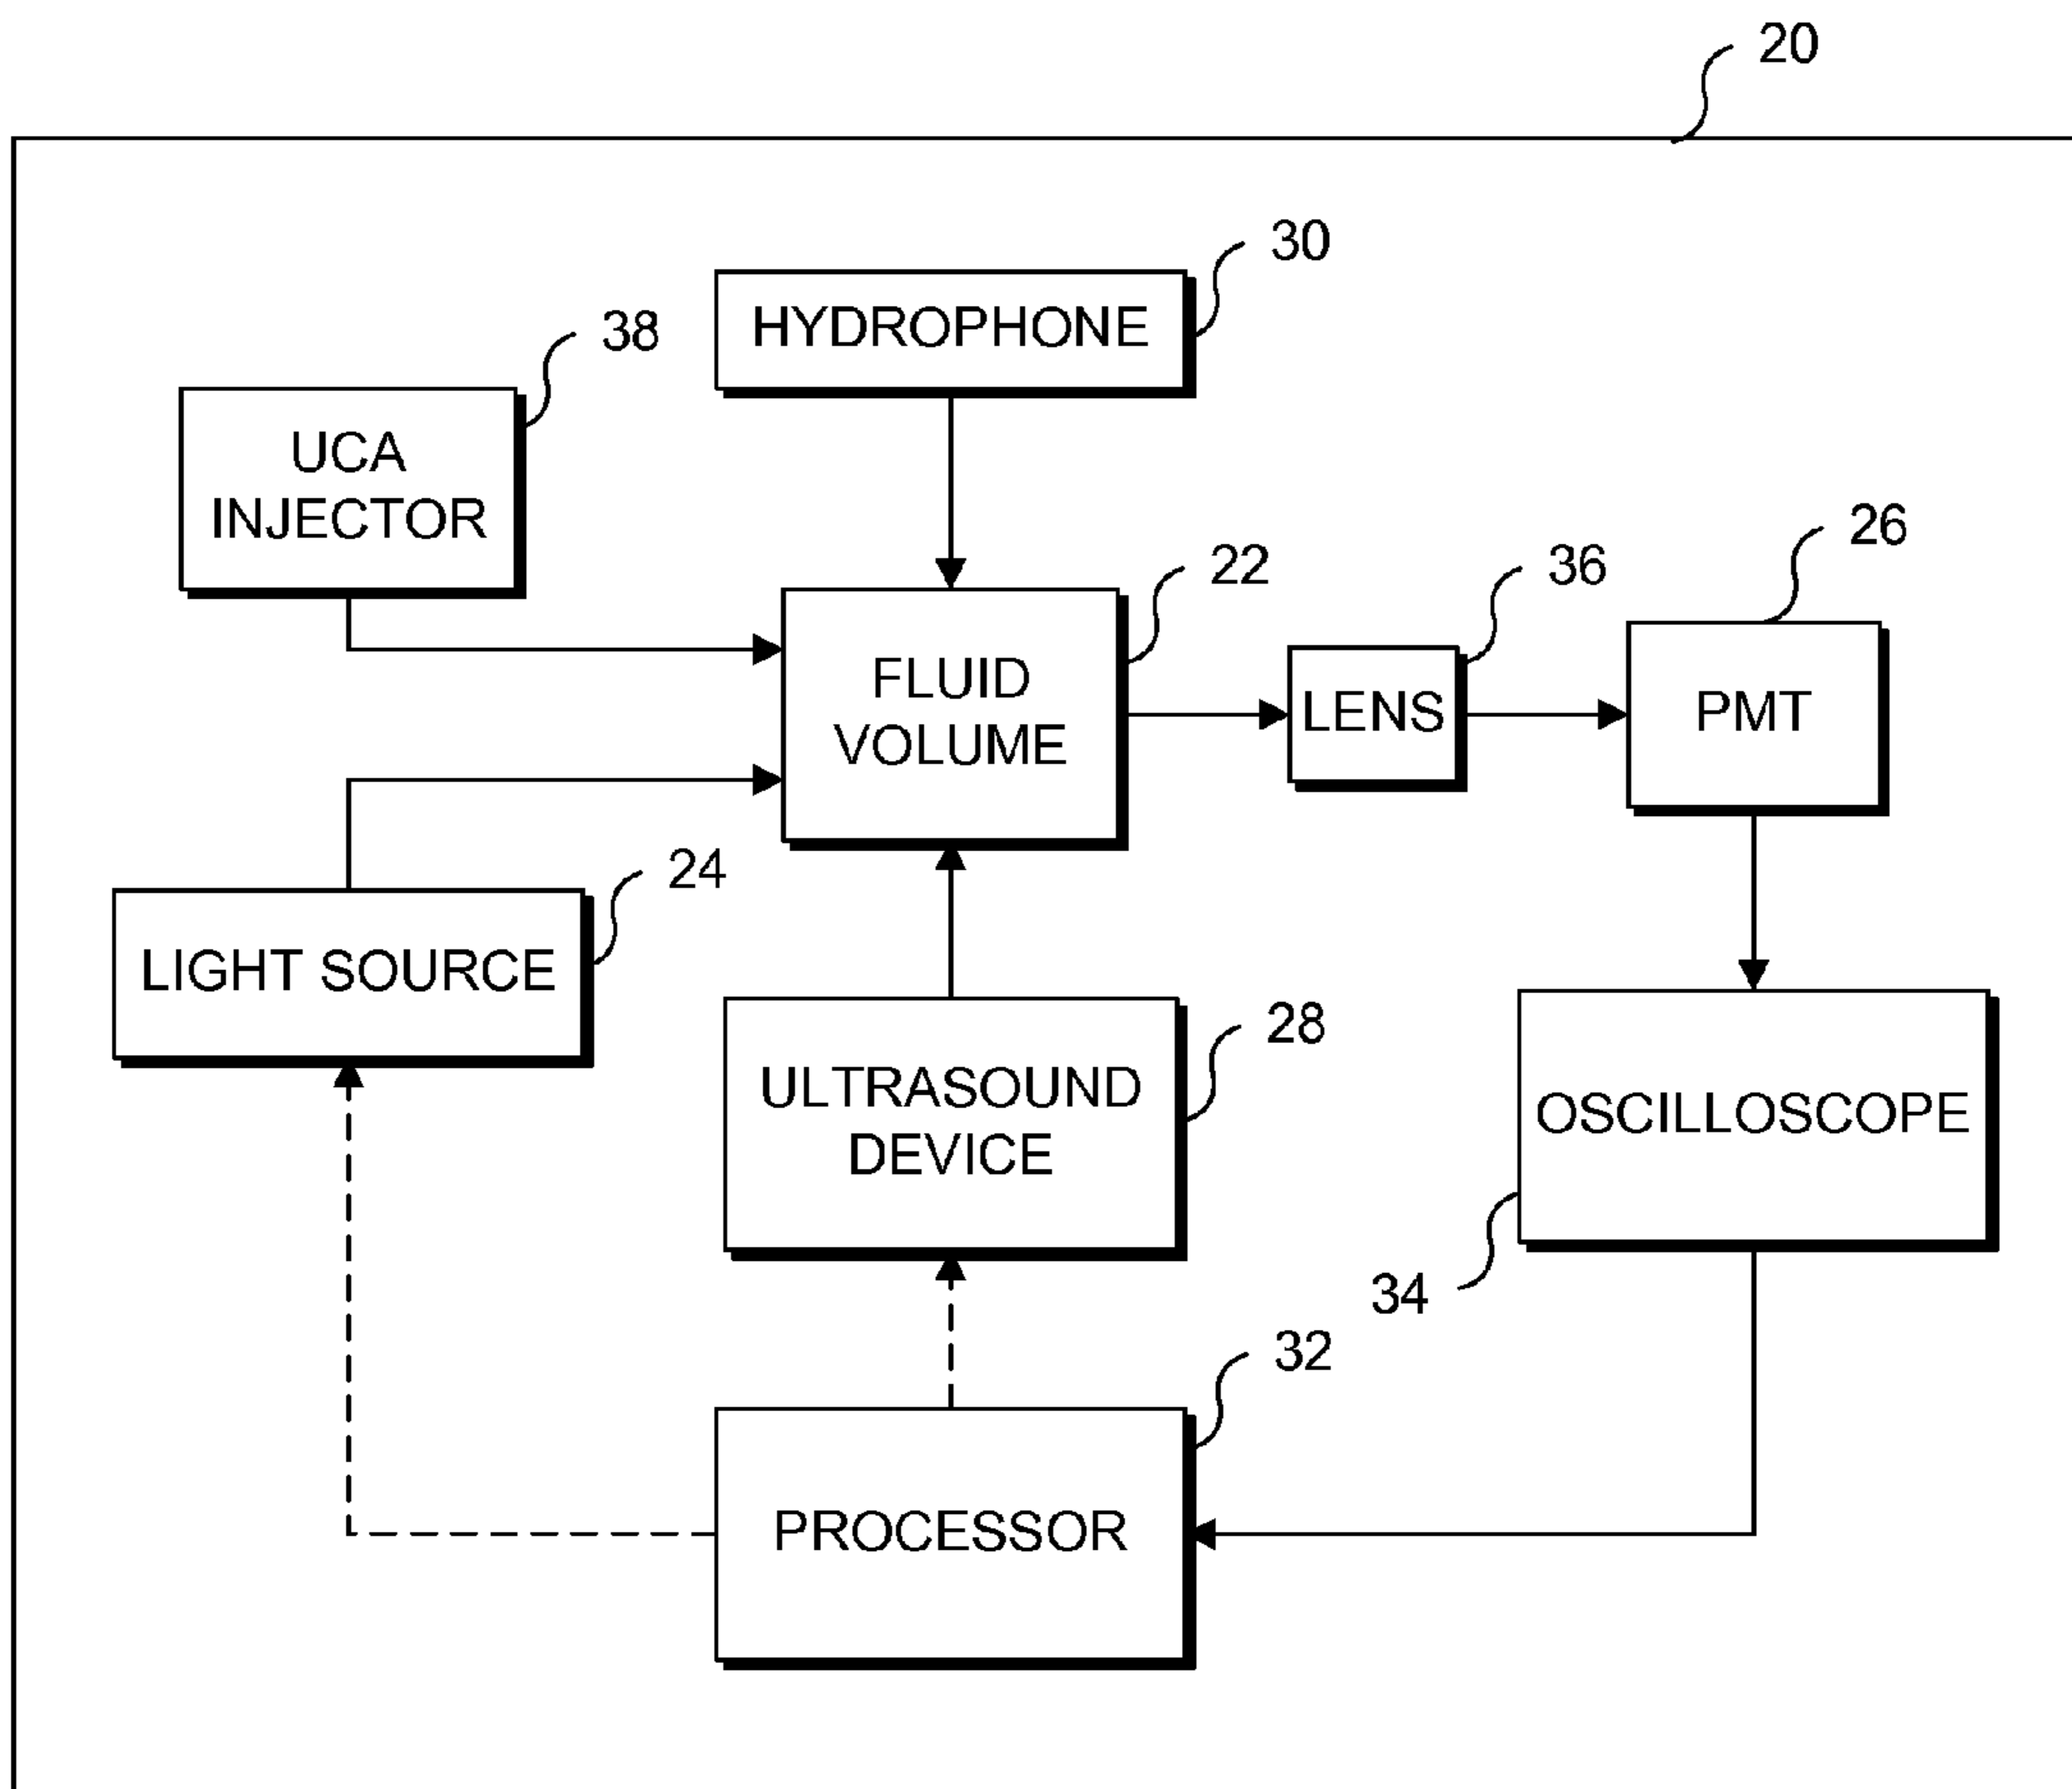 20
30
HYDROPHONE
38
UCA
INJECTOR
26
22
36
FLUID
VOLUME
LENS
PMT
24
LIGHT SOURCE
28
ULTRASOUND
DEVICE
OSCILLOSCOPE
34
32
PROCESSOR